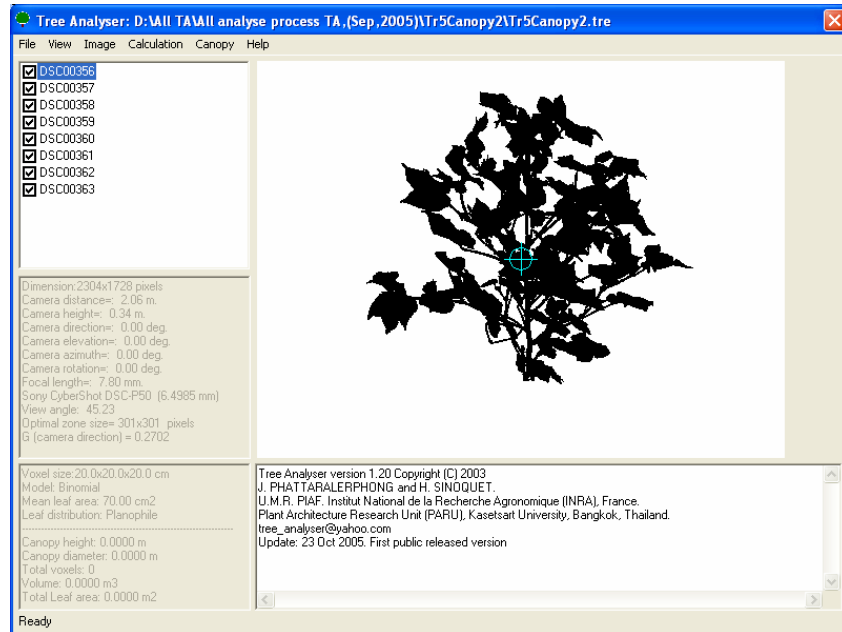 Tree Analyser: D:\All TA\All analyse process TA,(Sep,2005)\Tr5Canopy2\Tr5Canopy2.tre
File View Image Calculation Canopy Help
DSC00356
DSC00357
DSC00358
DSC00359
DSC00360
DSC00361
DSC00362
DSC00363
Dimension:2304x1728 pixels
Camera distance=: 2.06 m.
Camera height=: 0.34 m.
Camera direction=: 0.00 deg.
Camera elevation=: 0.00 deg.
Camera azimuth=: 0.00 deg.
Camera rotation=: 0.00 deg.
Focal length=: 7.80 mm.
Sony CyberShot DSC-P50 (6.4985 mm)
View angle: 45.23
Optimal zone size= 301x301 pixels
G (camera direction) = 0.2702
Voxel size:20.0x20.0x20.0 cm
Model: Binomial
Mean leaf area: 70.00 cm2
Leaf distribution: Planophile
Canopy height: 0.0000 m
Canopy diameter: 0.0000 m
Total voxels: 0
Volume: 0.0000 m3
Total Leaf area: 0.0000 m2
Tree Analyser version 1.20 Copyright (C) 2003
J. PHATTARALERPHONG and H. SINOQUET.
U.M.R. PIAF. Institut National de la Recherche Agronomique (INRA), France.
Plant Architecture Research Unit (PARU), Kasetsart University, Bangkok, Thailand.
tree_analyser@yahoo.com
Update: 23 Oct 2005. First public released version
Ready